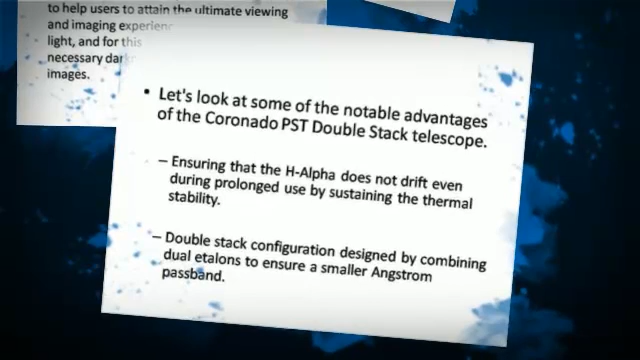 to help users to attain the ultimate viewing
and imaging
light, and for this
necessary
images.
• Let's look at some of the notable advantages
of the Coronado PST Double Stack telescope.
– Ensuring that the H-Alpha does not drift even
during prolonged use by sustaining the thermal
stability.
– Double stack configuration designed by combining
dual etalons to ensure a smaller Angstrom
passband.